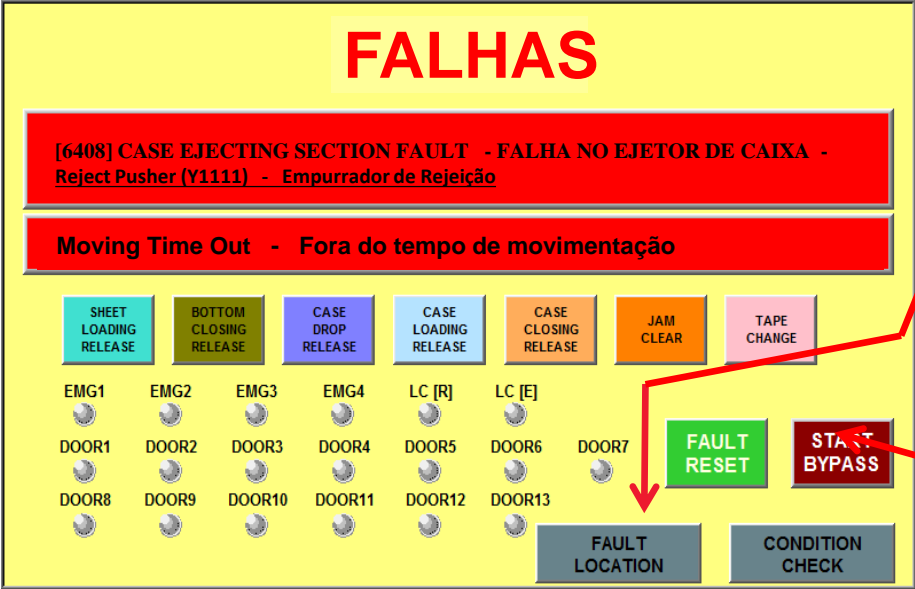 FALHAS
[6408] CASE EJECTING SECTION FAULT - FALHA NO EJETOR DE CAIXA -
Reject Pusher (Y1111) - Empurrador de Rejeição
Moving Time Out - Fora do tempo de movimentação
SHEET
LOADING
RELEASE
BOTTOM
CLOSING
RELEASE
CASE
DROP
RELEASE
CASE
LOADING
RELEASE
CASE
CLOSING
RELEASE
JAM
CLEAR
TAPE
CHANGE
EMG1 EMG2 EMG3 EMG4 LC [R] LC [E]
DOOR1 DOOR2 DOOR3 DOOR4 DOOR5 DOOR6 DOOR7
DOOR8 DOOR9 DOOR10 DOOR11 DOOR12 DOOR13
FAULT
RESET
START
BYPASS
FAULT
LOCATION
CONDITION
CHECK